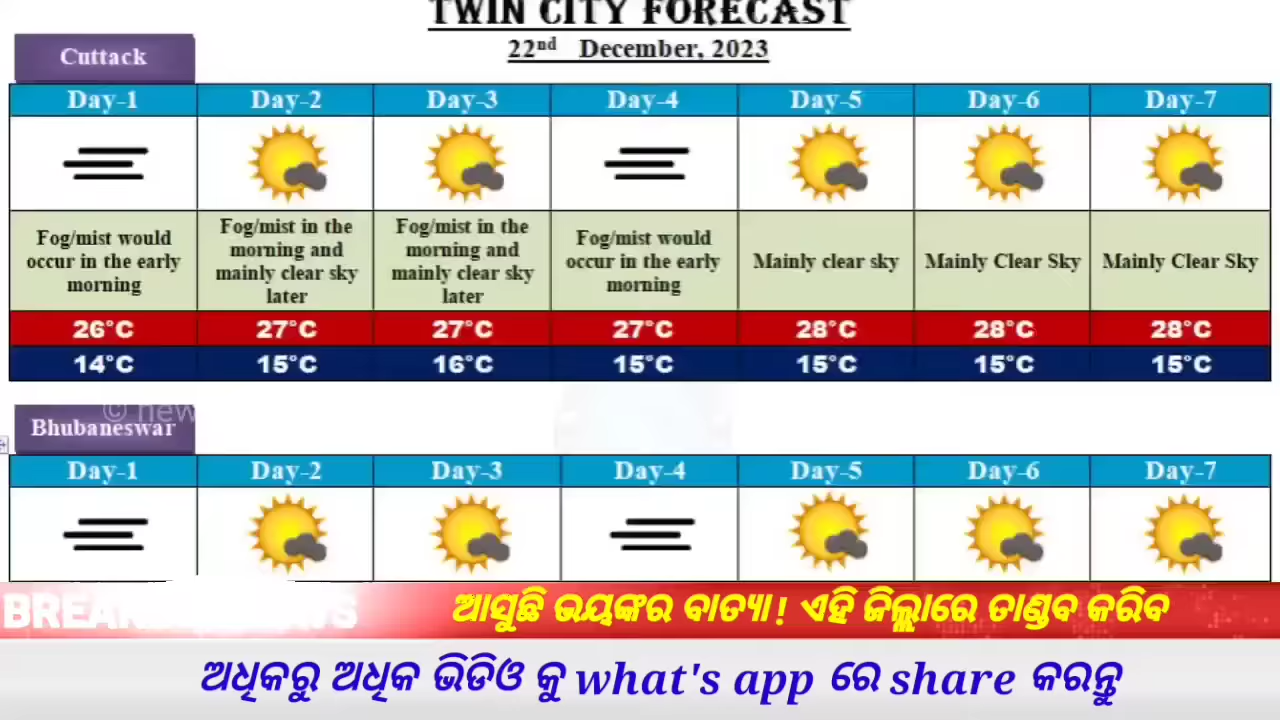 TWIN CITY FORECAST
22nd December, 2023
Cuttack
Day-1 Day-2 Day-3 Day-4 Day-5 Day-6 Day-7
Fog/mist would occur in the early morning
Fog/mist in the morning and mainly clear sky later
Fog/mist in the morning and mainly clear sky later
Fog/mist would occur in the early morning
Mainly clear sky
Mainly Clear Sky
Mainly Clear Sky
26°C 27°C 27°C 27°C 28°C 28°C 28°C
14°C 15°C 16°C 15°C 15°C 15°C 15°C
© new
Bhubaneswar
Day-1 Day-2 Day-3 Day-4 Day-5 Day-6 Day-7
ଆସୁଛି ଭୟଙ୍କର ବାତ୍ୟା! ଏହି ଜିଲ୍ଲାରେ ତାଣ୍ଡବ କରିବ
ଅଧିକରୁ ଅଧିକ ଭିଡିଓ କୁ what's app ରେ share କରନ୍ତୁ